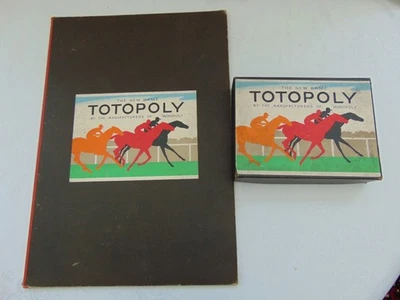 THE NEW GAME
TOTOPOLY
BY THE MANUFACTURERS OF MONOPOLY
THE NEW GAME
TOTOPOLY
BY THE MANUFACTURERS OF MONOPOLY